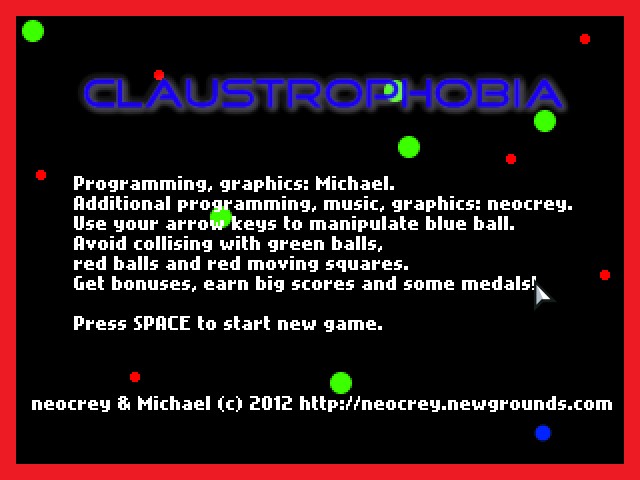 CLAUSTROPHOBIA
Programming, graphics: Michael.
Additional programming, music, graphics: neocrey.
Use your arrow keys to manipulate blue ball.
Avoid collising with green balls,
red balls and red moving squares.
Get bonuses, earn big scores and some medals!
Press SPACE to start new game.
neocrey & Michael (c) 2012 http://neocrey.newgrounds.com